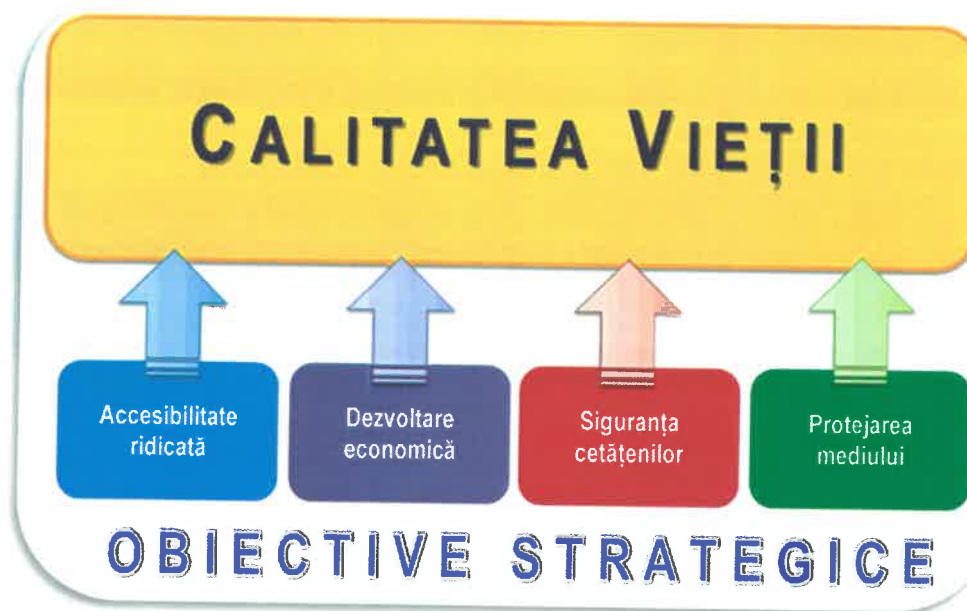 CALITATEA VIEȚII
Accesibilitate
ridicată
Dezvoltare
economică
Siguranța
cetățenilor
Protejarea
mediului
OBIECTIVE STRATEGICE